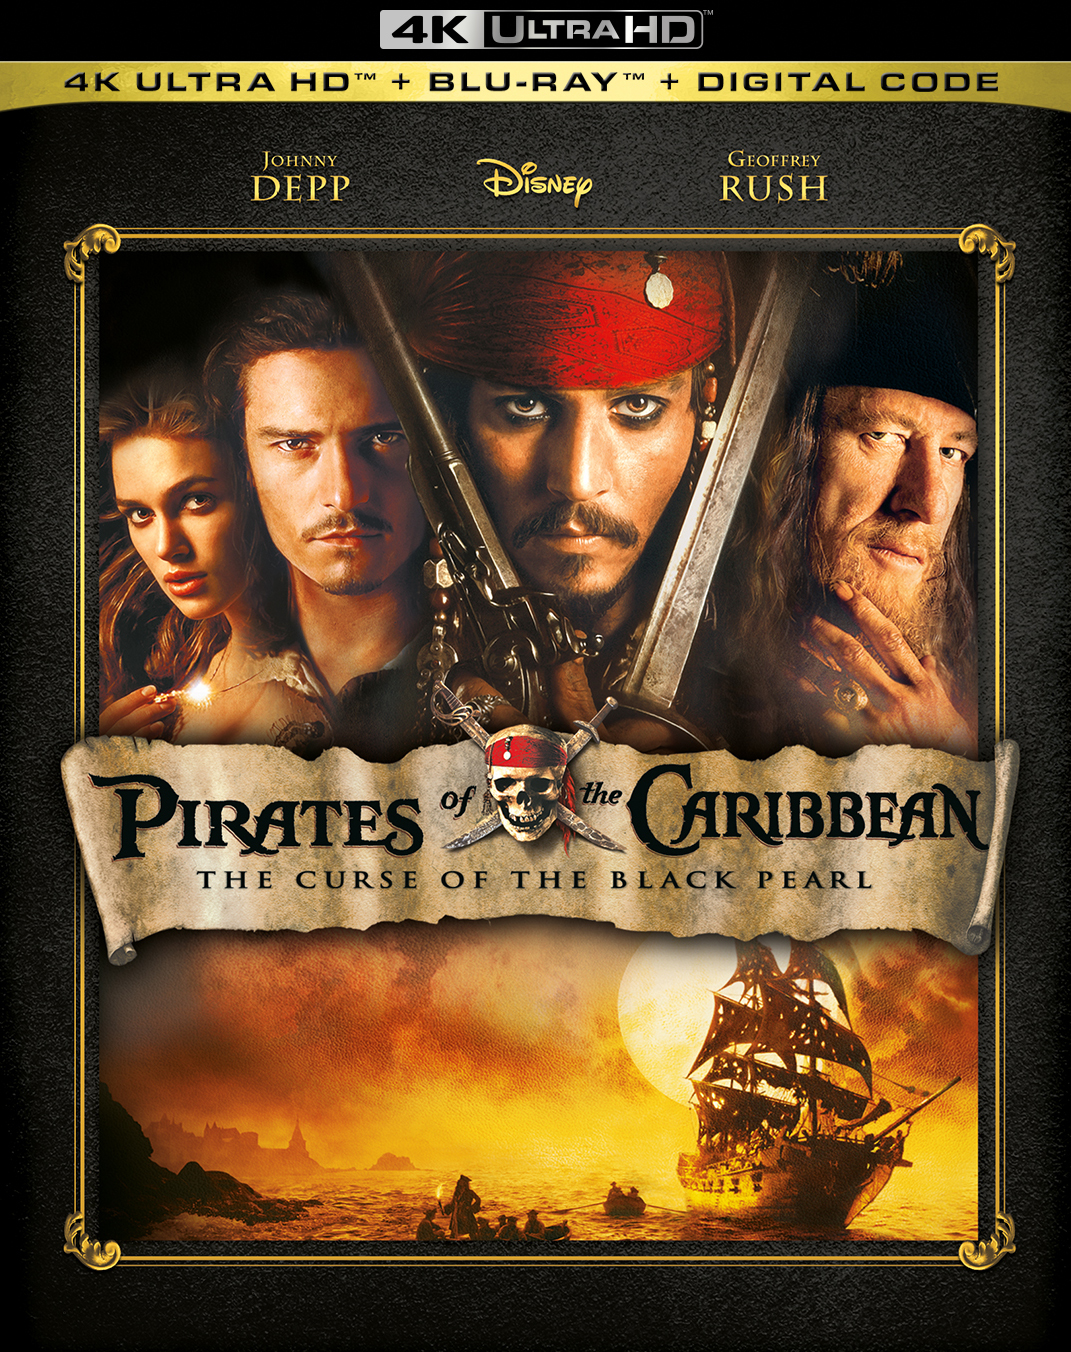 4K ULTRA HD™
4K ULTRA HD™ + BLU-RAY™ + DIGITAL CODE
JOHNNY DEPP
DISNEY
GEOFFREY RUSH
PIRATES of the CARIBBEAN
THE CURSE OF THE BLACK PEARL